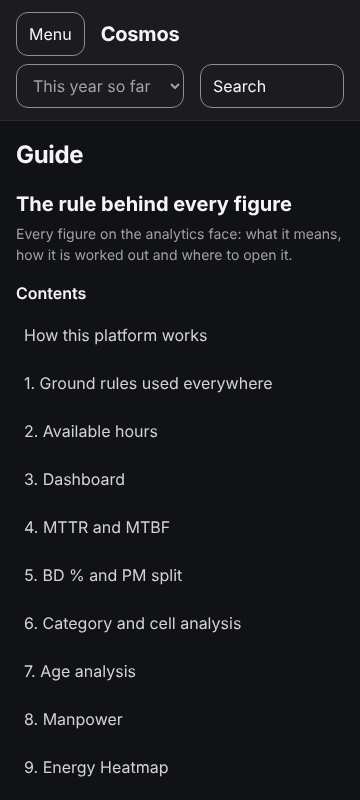 Menu
Cosmos
This year so far
Search
Guide
The rule behind every figure
Every figure on the analytics face: what it means,
how it is worked out and where to open it.
Contents
How this platform works
1. Ground rules used everywhere
2. Available hours
3. Dashboard
4. MTTR and MTBF
5. BD % and PM split
6. Category and cell analysis
7. Age analysis
8. Manpower
9. Energy Heatmap